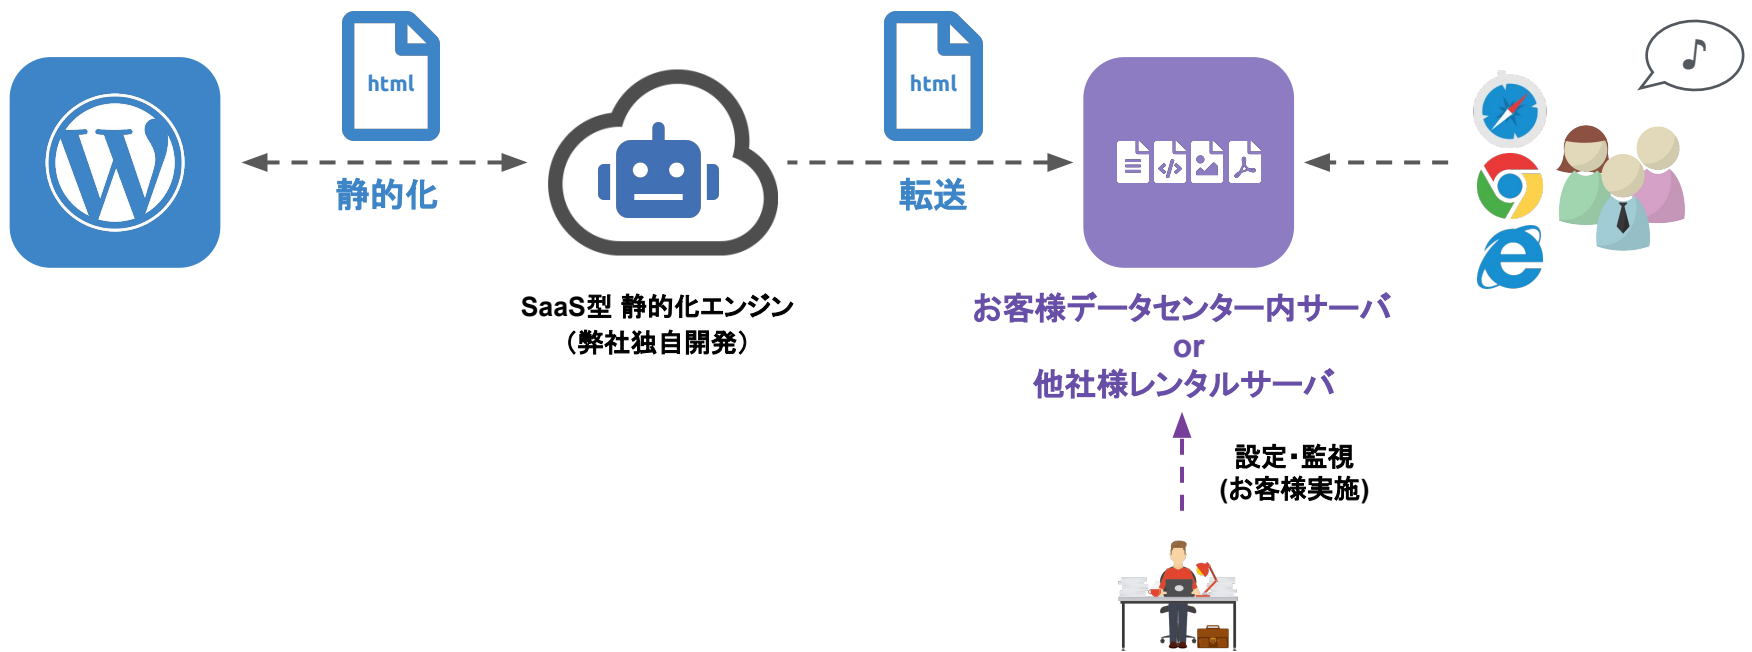 html
静的化
SaaS型 静的化エンジン
（弊社独自開発）
html
転送
お客様データセンター内サーバ
or
他社様レンタルサーバ
設定・監視
(お客様実施)